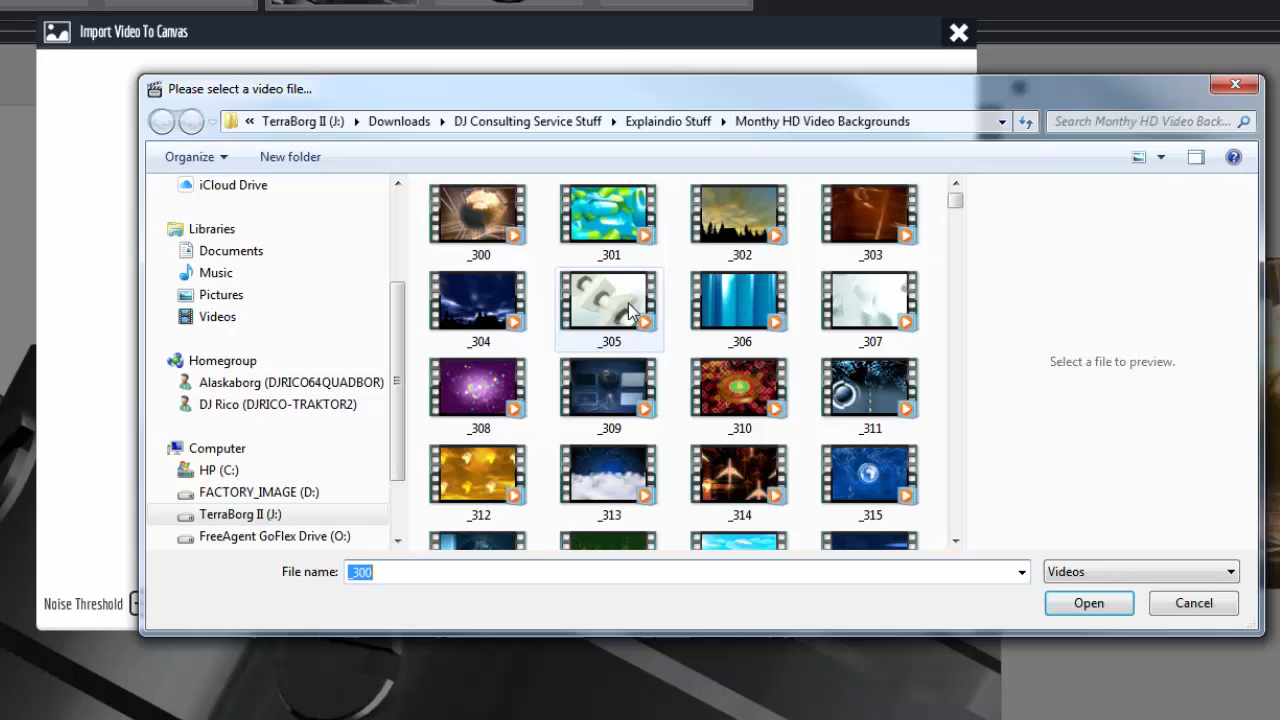 Import Video To Canvas
Please select a video file...
« TerraBorg II (J:) Downloads DJ Consulting Service Stuff Explaindio Stuff Monthy HD Video Backgrounds
Search Monthy HD Video Back...
Organize New folder
iCloud Drive
Libraries
Documents
Music
Pictures
Videos
Homegroup
Alaskaborg (DJRICO64QUADBOR)
DJ Rico (DJRICO-TRAKTOR2)
Computer
HP (C:)
FACTORY_IMAGE (D:)
TerraBorg II (J:)
FreeAgent GoFlex Drive (O:)
_300 _301 _302 _303
_304 _305 _306 _307
_308 _309 _310 _311
_312 _313 _314 _315
Select a file to preview.
File name: _300 Videos
Open Cancel
Noise Threshold